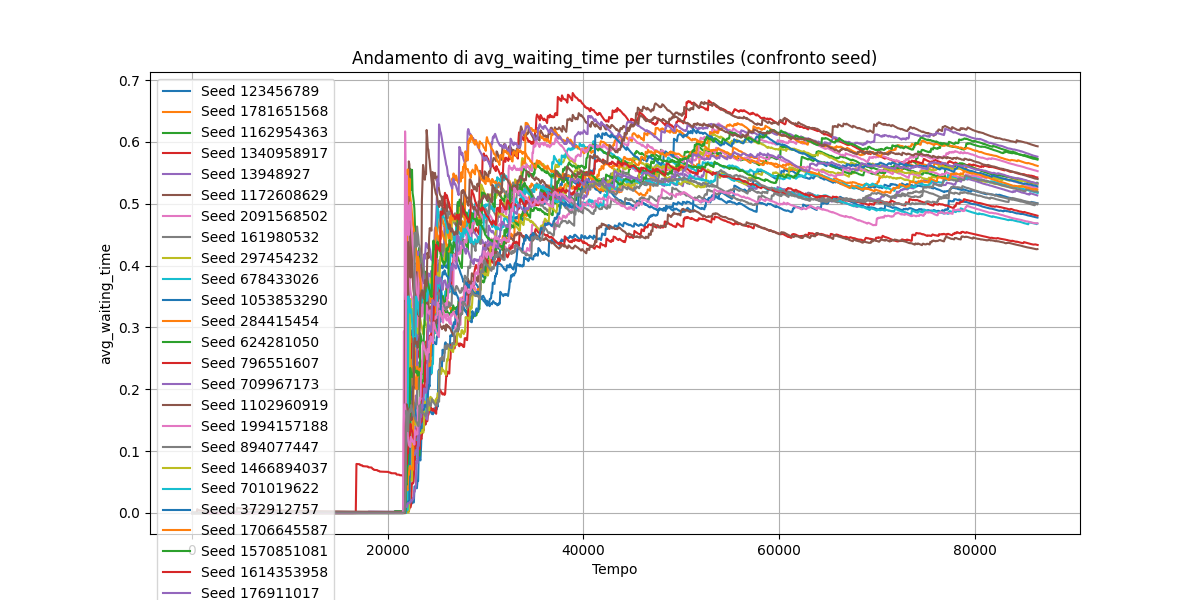 Andamento di avg_waiting_time per turnstiles (confronto seed)
avg_waiting_time
0.7
0.6
0.5
0.4
0.3
0.2
0.1
0.0
Seed 123456789
Seed 1781651568
Seed 1162954363
Seed 1340958917
Seed 13948927
Seed 1172608629
Seed 2091568502
Seed 161980532
Seed 297454232
Seed 678433026
Seed 1053853290
Seed 284415454
Seed 624281050
Seed 796551607
Seed 709967173
Seed 1102960919
Seed 1994157188
Seed 894077447
Seed 1466894037
Seed 701019622
Seed 372912757
Seed 1706645587
Seed 1570851081
Seed 1614353958
Seed 176911017
0 20000 40000 60000 80000
Tempo